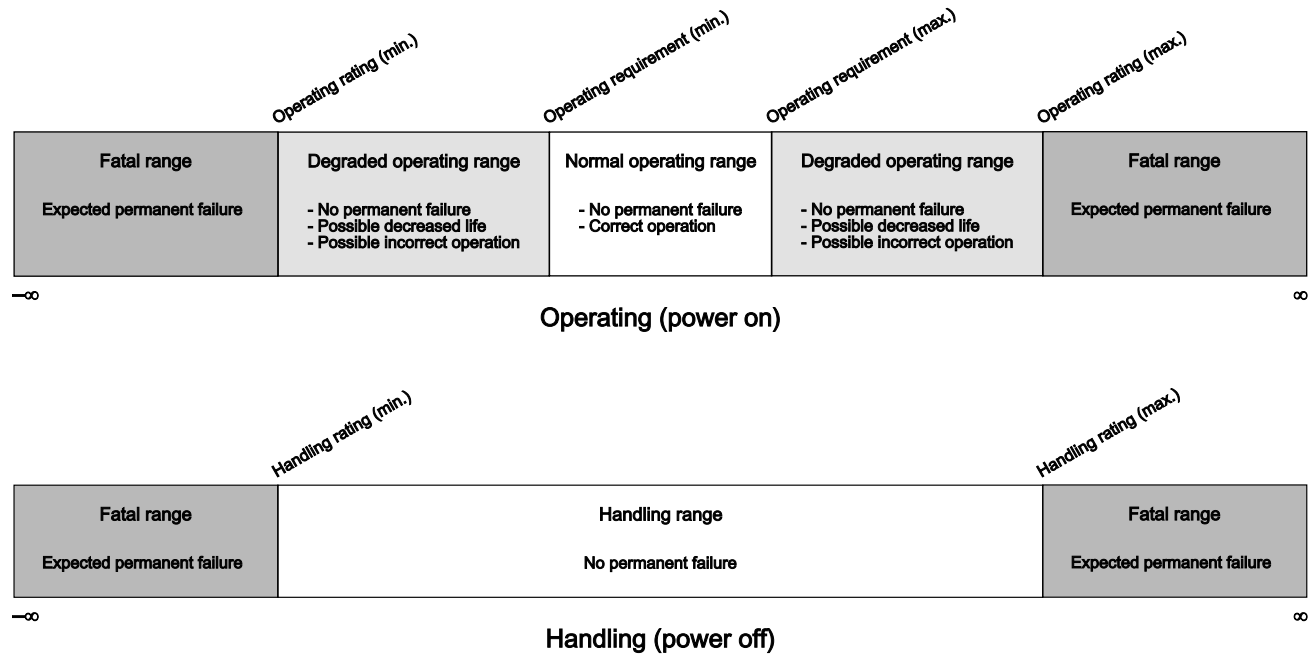 Operating rating (min.)
Operating requirement (min.)
Operating requirement (max.)
Operating rating (max.)
Fatal range
Expected permanent failure
Degraded operating range
- No permanent failure
- Possible decreased life
- Possible incorrect operation
Normal operating range
- No permanent failure
- Correct operation
Degraded operating range
- No permanent failure
- Possible decreased life
- Possible incorrect operation
Fatal range
Expected permanent failure
–∞
∞
Operating (power on)
Handling rating (min.)
Handling rating (max.)
Fatal range
Expected permanent failure
Handling range
No permanent failure
Fatal range
Expected permanent failure
–∞
∞
Handling (power off)